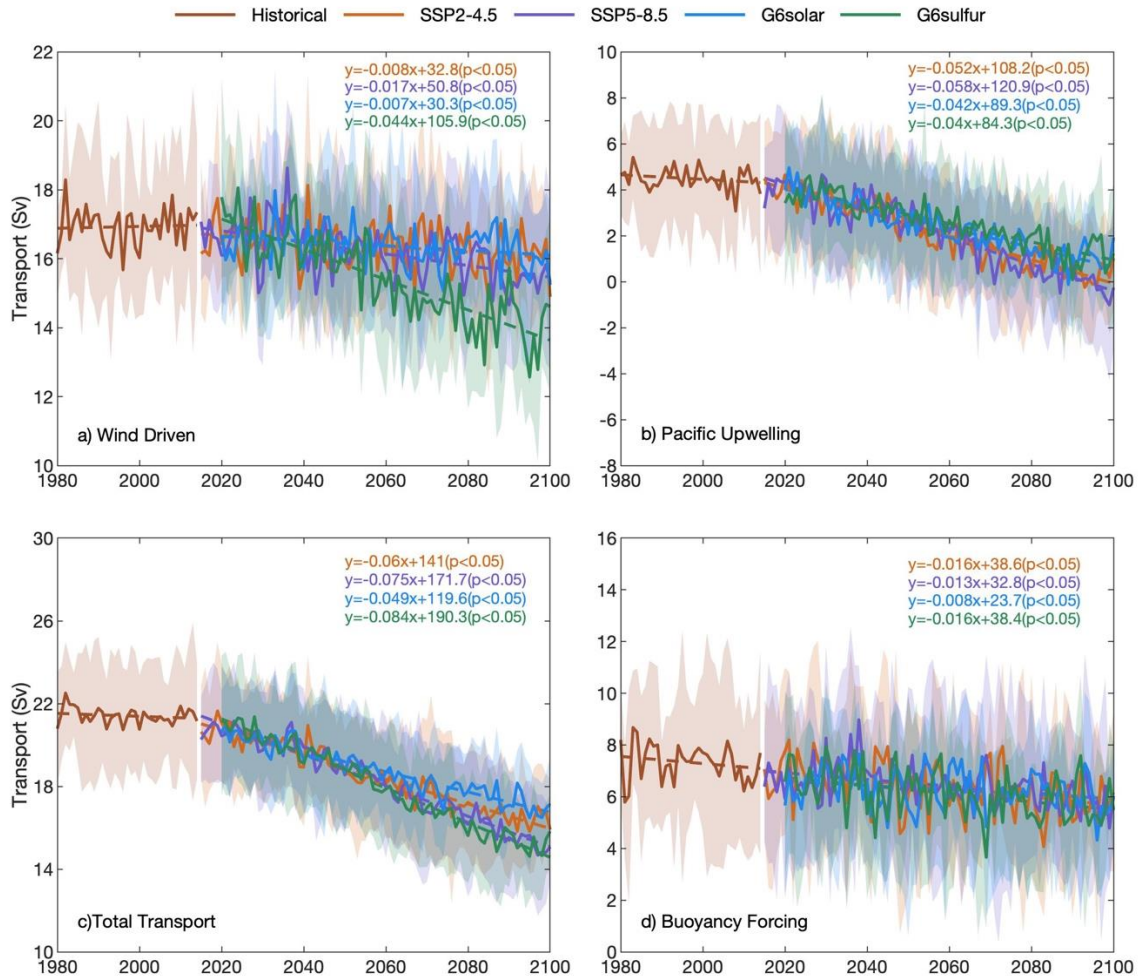 Historical SSP2-4.5 SSP5-8.5 G6solar G6sulfur
22
20
18
16
14
12
10
Transport (Sv)
y=-0.008x+32.8(p<0.05)
y=-0.017x+50.8(p<0.05)
y=-0.007x+30.3(p<0.05)
y=-0.044x+105.9(p<0.05)
a) Wind Driven
1980 2000 2020 2040 2060 2080 2100
10
8
6
4
2
0
-2
-4
-6
-8
y=-0.052x+108.2(p<0.05)
y=-0.058x+120.9(p<0.05)
y=-0.042x+89.3(p<0.05)
y=-0.04x+84.3(p<0.05)
b) Pacific Upwelling
1980 2000 2020 2040 2060 2080 2100
30
26
22
18
14
10
Transport (Sv)
y=-0.06x+141(p<0.05)
y=-0.075x+171.7(p<0.05)
y=-0.049x+119.6(p<0.05)
y=-0.084x+190.3(p<0.05)
c)Total Transport
1980 2000 2020 2040 2060 2080 2100
16
14
12
10
8
6
4
2
0
y=-0.016x+38.6(p<0.05)
y=-0.013x+32.8(p<0.05)
y=-0.008x+23.7(p<0.05)
y=-0.016x+38.4(p<0.05)
d) Buoyancy Forcing
1980 2000 2020 2040 2060 2080 2100